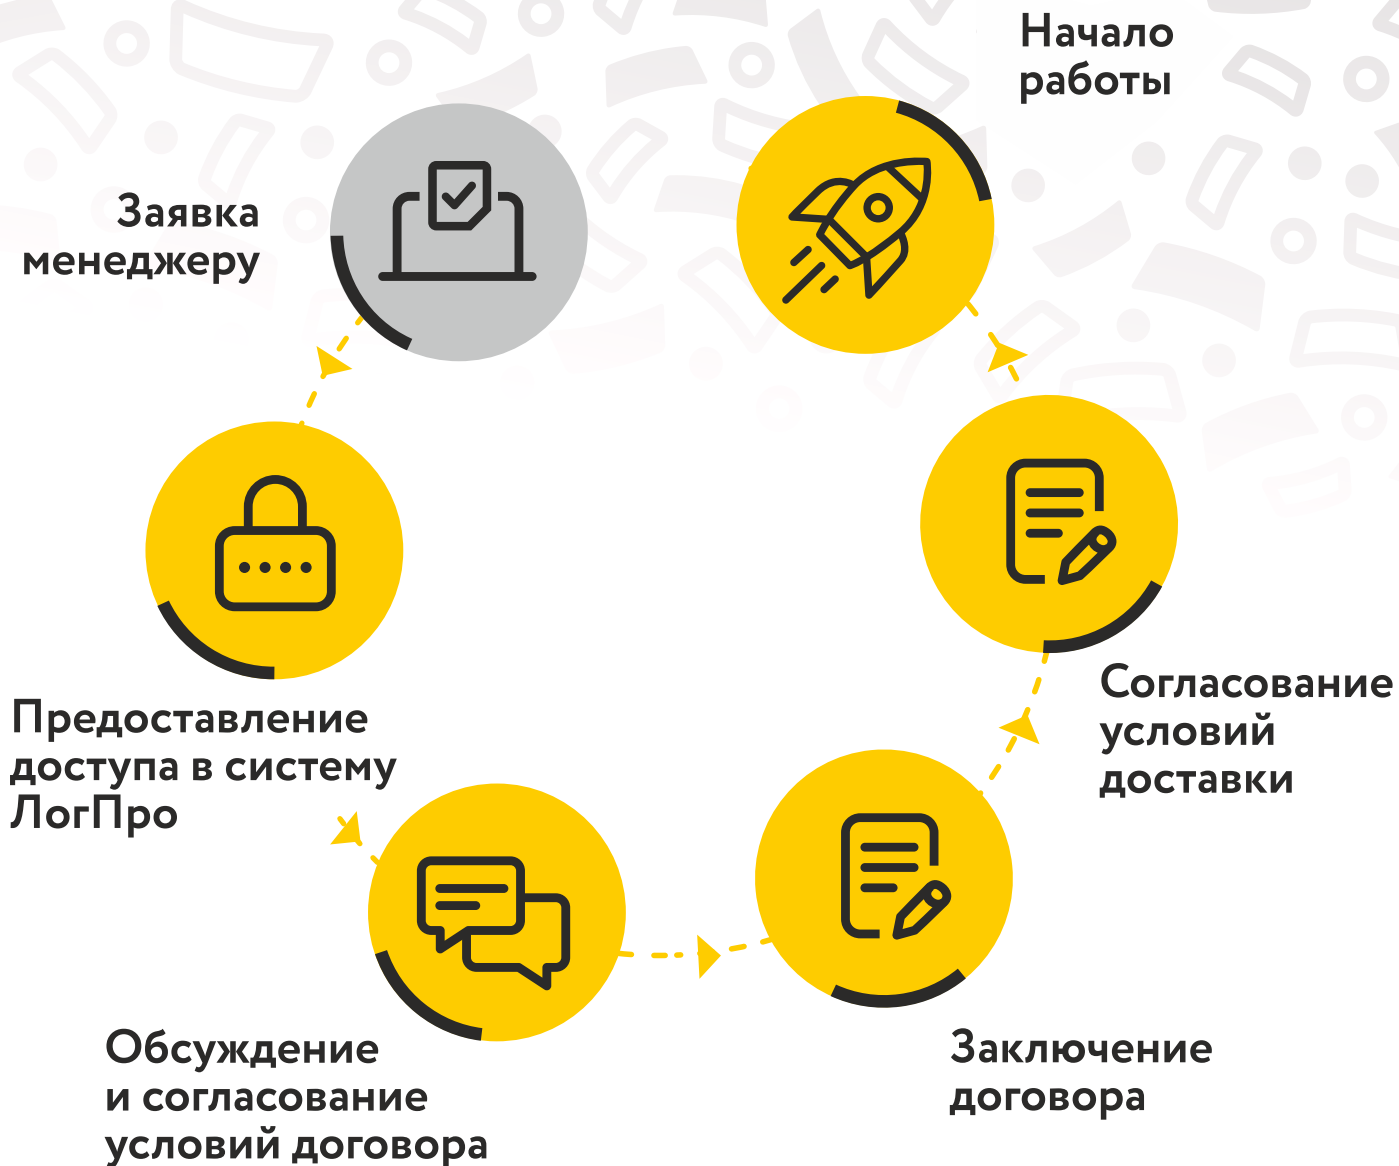 Начало
работы
Заявка
менеджеру
Предоставление
доступа в систему
ЛогПро
Согласование
условий
доставки
Обсуждение
и согласование
условий договора
Заключение
договора